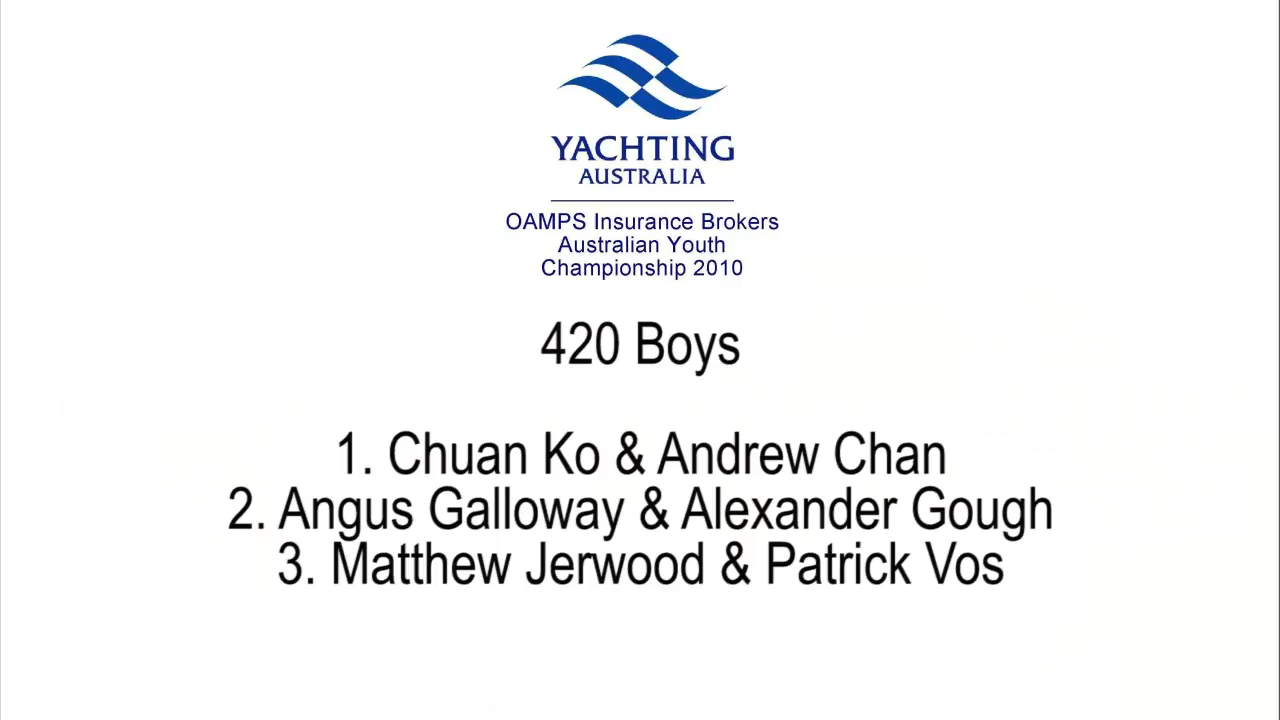 YACHTING
AUSTRALIA
OAMPS Insurance Brokers
Australian Youth
Championship 2010
420 Boys
1. Chuan Ko & Andrew Chan
2. Angus Galloway & Alexander Gough
3. Matthew Jerwood & Patrick Vos